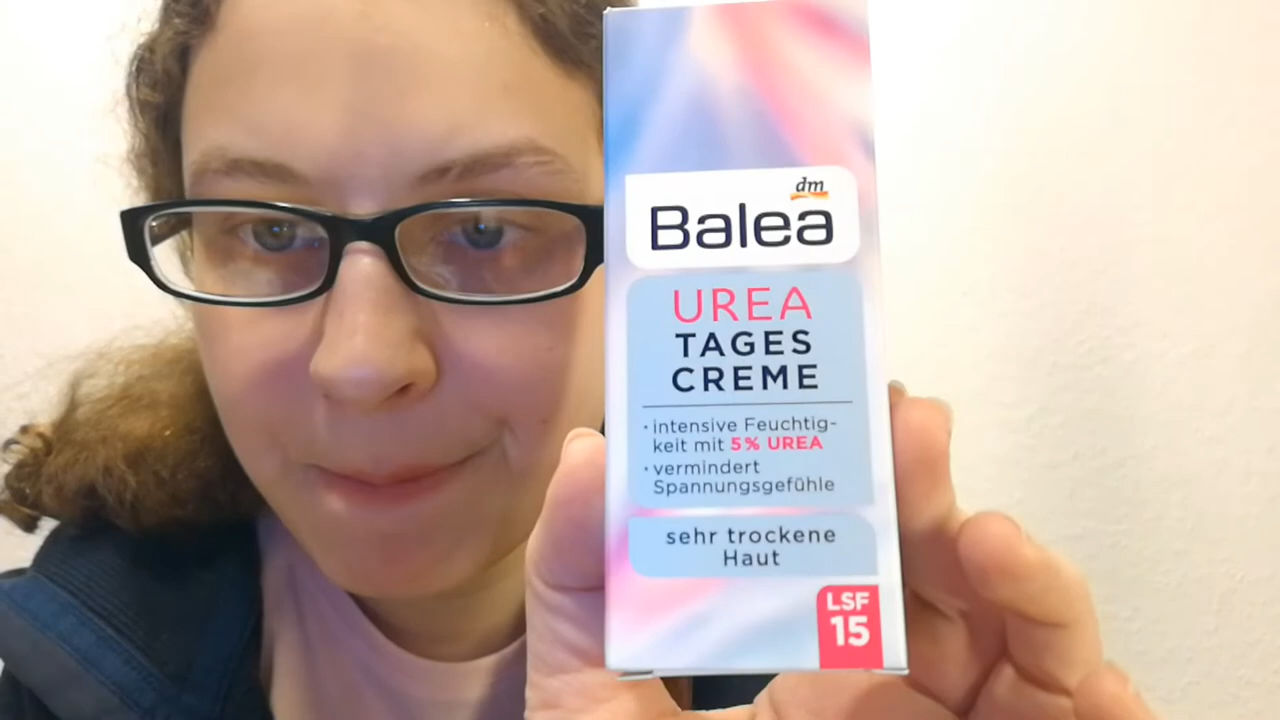 dm
Balea
UREA
TAGES
CREME
· intensive Feuchtig-
keit mit 5% UREA
· vermindert
Spannungsgefühle
sehr trockene
Haut
LSF
15